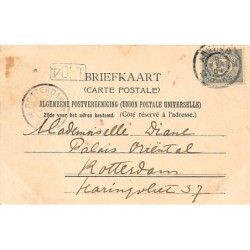 BRIEFKAART
(CARTE POSTALE)
ALGEMEENE POSTVEREENIGING (UNION POSTALE UNIVERSELLE)
Zijde voor het adres bestemd. (Côté réservé à l'adresse.)
Mademoiselle Diane
Palais Oriental
Rotterdam
Haringvliet 37